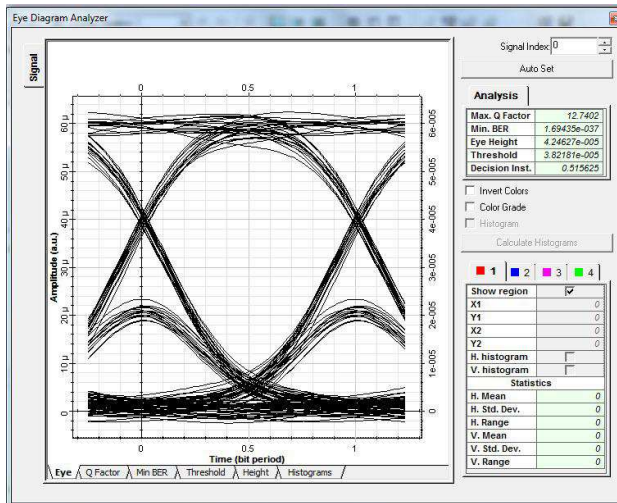 Eye Diagram Analyzer
Signal
0 0.5 1
Amplitude (a.u.)
60 µ
50 µ
40 µ
30 µ
20 µ
10 µ
0
6e-005
5e-005
4e-005
3e-005
2e-005
1e-005
0
0 0.5 1
Time (bit period)
Eye Q Factor Min BER Threshold Height Histograms
Signal Index: 0
Auto Set
Analysis
Max. Q Factor 12.7402
Min. BER 1.69435e-037
Eye Height 4.24627e-005
Threshold 3.82181e-005
Decision Inst. 0.515625
Invert Colors
Color Grade
Histogram
Calculate Histograms
1 2 3 4
Show region
X1 0
Y1 0
X2 0
Y2 0
H. histogram
V. histogram
Statistics
H. Mean 0
H. Std. Dev. 0
H. Range 0
V. Mean 0
V. Std. Dev. 0
V. Range 0